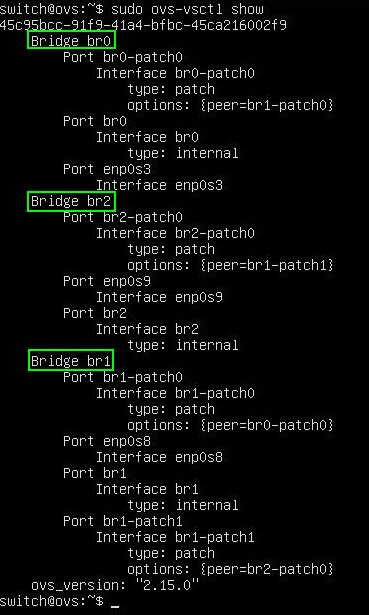 switch@ovs:~$ sudo ovs-vsctl show
45c95bcc-91f9-41a4-bfbc-45ca216002f9
Bridge br0
Port br0-patch0
Interface br0-patch0
type: patch
options: {peer=br1-patch0}
Port br0
Interface br0
type: internal
Port enp0s3
Interface enp0s3
Bridge br2
Port br2-patch0
Interface br2-patch0
type: patch
options: {peer=br1-patch1}
Port enp0s9
Interface enp0s9
Port br2
Interface br2
type: internal
Bridge br1
Port br1-patch0
Interface br1-patch0
type: patch
options: {peer=br0-patch0}
Port enp0s8
Interface enp0s8
Port br1
Interface br1
type: internal
Port br1-patch1
Interface br1-patch1
type: patch
options: {peer=br2-patch0}
ovs_version: "2.15.0"
switch@ovs:~$ _